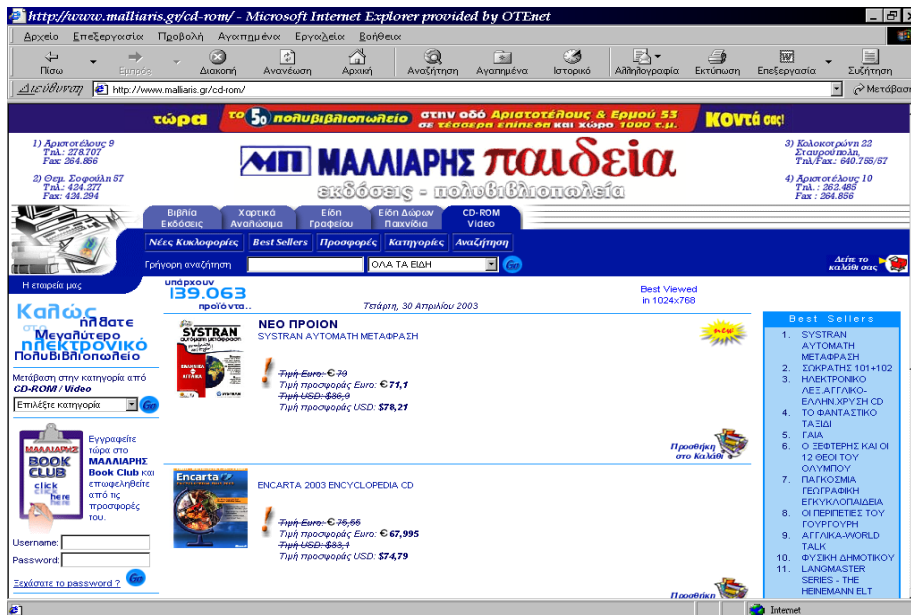 http://www.malliaris.gr/cd-rom/ - Microsoft Internet Explorer provided by OTEnet
Αρχείο Επεξεργασία Προβολή Αγαπημένα Εργαλεία Βοήθεια
Πίσω Εμπρός Διακοπή Ανανέωση Αρχική Αναζήτηση Αγαπημένα Ιστορικό Αλληλογραφία Εκτύπωση Επεξεργασία Συζήτηση
Διεύθυνση http://www.malliaris.gr/cd-rom/ Μετάβαση
τώρα το 5ο πολυβιβλιοπωλείο στην οδό Αριστοτέλους & Ερμού 53
σε τέσσερα επίπεδα και χώρο 1000 τ.μ. ΚΟΝτά σας!
1) Αριστοτέλους 9
Τηλ.: 278.707
Fax: 264.856
2) Θεμ. Σοφούλη 57
Τηλ.: 424.277
Fax: 424.294
ΜΠ ΜΑΛΛΙΑΡΗΣ παιδεία
εκδόσεις - πολυβιβλιοπωλεία
3) Κολοκοτρώνη 22
Σταυρούπολη,
Τηλ/Fax.: 640.755/57
4) Αριστοτέλους 10
Τηλ. : 262.485
Fax : 264.856
Βιβλία Εκδόσεις
Χαρτικά Αναλώσιμα
Είδη Γραφείου
Είδη Δώρων Παιχνίδια
CD-ROM Video
Νέες Κυκλοφορίες Best Sellers Προσφορές Κατηγορίες Αναζήτηση
Γρήγορη αναζήτηση ΟΛΑ ΤΑ ΕΙΔΗ Go
Δείτε το
καλάθι σας
Η εταιρεία μας
υπάρχουν
139.063
προϊόντα..
Τετάρτη, 30 Απριλίου 2003
Best Viewed
in 1024x768
Καλώς
ήλθατε
στο
Μεγαλύτερο
ηλεκτρονικό
Πολυβιβλιοπωλείο
Μετάβαση στην κατηγορία από
CD-ROM / Video
Επιλέξτε κατηγορία Go
ΜΑΛΛΙΑΡΗΣ
BOOK
CLUB
click
here
Εγγραφείτε
τώρα στο
ΜΑΛΛΙΑΡΗΣ
Book Club και
επωφεληθείτε
από τις
προσφορές
του.
Username:
Password:
Ξεχάσατε το password ? Go
SYSTRAN
αυτόματη μετάφραση
ΝΕΟ ΠΡΟΙΟΝ
SYSTRAN ΑΥΤΟΜΑΤΗ ΜΕΤΑΦΡΑΣΗ
new
Τιμή Euro: € 79
Τιμή προσφοράς Euro: € 71,1
Τιμή USD: $86,9
Τιμή προσφοράς USD: $78,21
Προσθήκη
στο Καλάθι
Encarta
ENCARTA 2003 ENCYCLOPEDIA CD
Τιμή Euro: € 75,55
Τιμή προσφοράς Euro: € 67,995
Τιμή USD: $83,1
Τιμή προσφοράς USD: $74,79
Προσθήκη
Best Sellers
1. SYSTRAN
ΑΥΤΟΜΑΤΗ
ΜΕΤΑΦΡΑΣΗ
2. ΣΩΚΡΑΤΗΣ 101+102
3. ΗΛΕΚΤΡΟΝΙΚΟ
ΛΕΞ.ΑΓΓΛΙΚΟ-
ΕΛΛΗΝ.ΧΡΥΣΗ CD
4. ΤΟ ΦΑΝΤΑΣΤΙΚΟ
ΤΑΞΙΔΙ
5. ΓΑΙΑ
6. Ο ΞΕΦΤΕΡΗΣ ΚΑΙ ΟΙ
12 ΘΕΟΙ ΤΟΥ
ΟΛΥΜΠΟΥ
7. ΠΑΓΚΟΣΜΙΑ
ΓΕΩΓΡΑΦΙΚΗ
ΕΓΚΥΚΛΟΠΑΙΔΕΙΑ
8. ΟΙ ΠΕΡΙΠΕΤΙΕΣ ΤΟΥ
ΓΟΥΡΓΟΥΡΗ
9. ΑΓΓΛΙΚΑ-WORLD
TALK
10. ΦΥΣΙΚΗ ΔΗΜΟΤΙΚΟΥ
11. LANGMASTER
SERIES - THE
HEINEMANN ELT
Internet